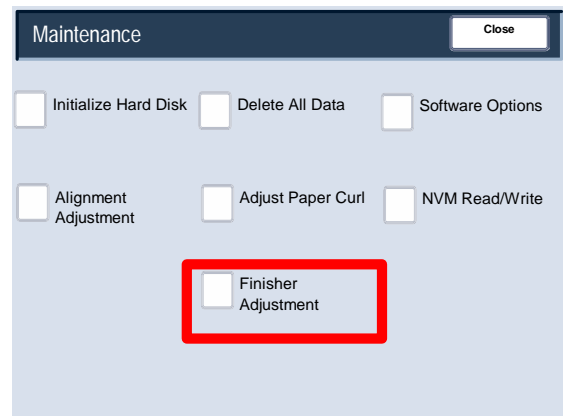 Maintenance
Close
Initialize Hard Disk
Delete All Data
Software Options
Alignment
Adjustment
Adjust Paper Curl
NVM Read/Write
Finisher
Adjustment